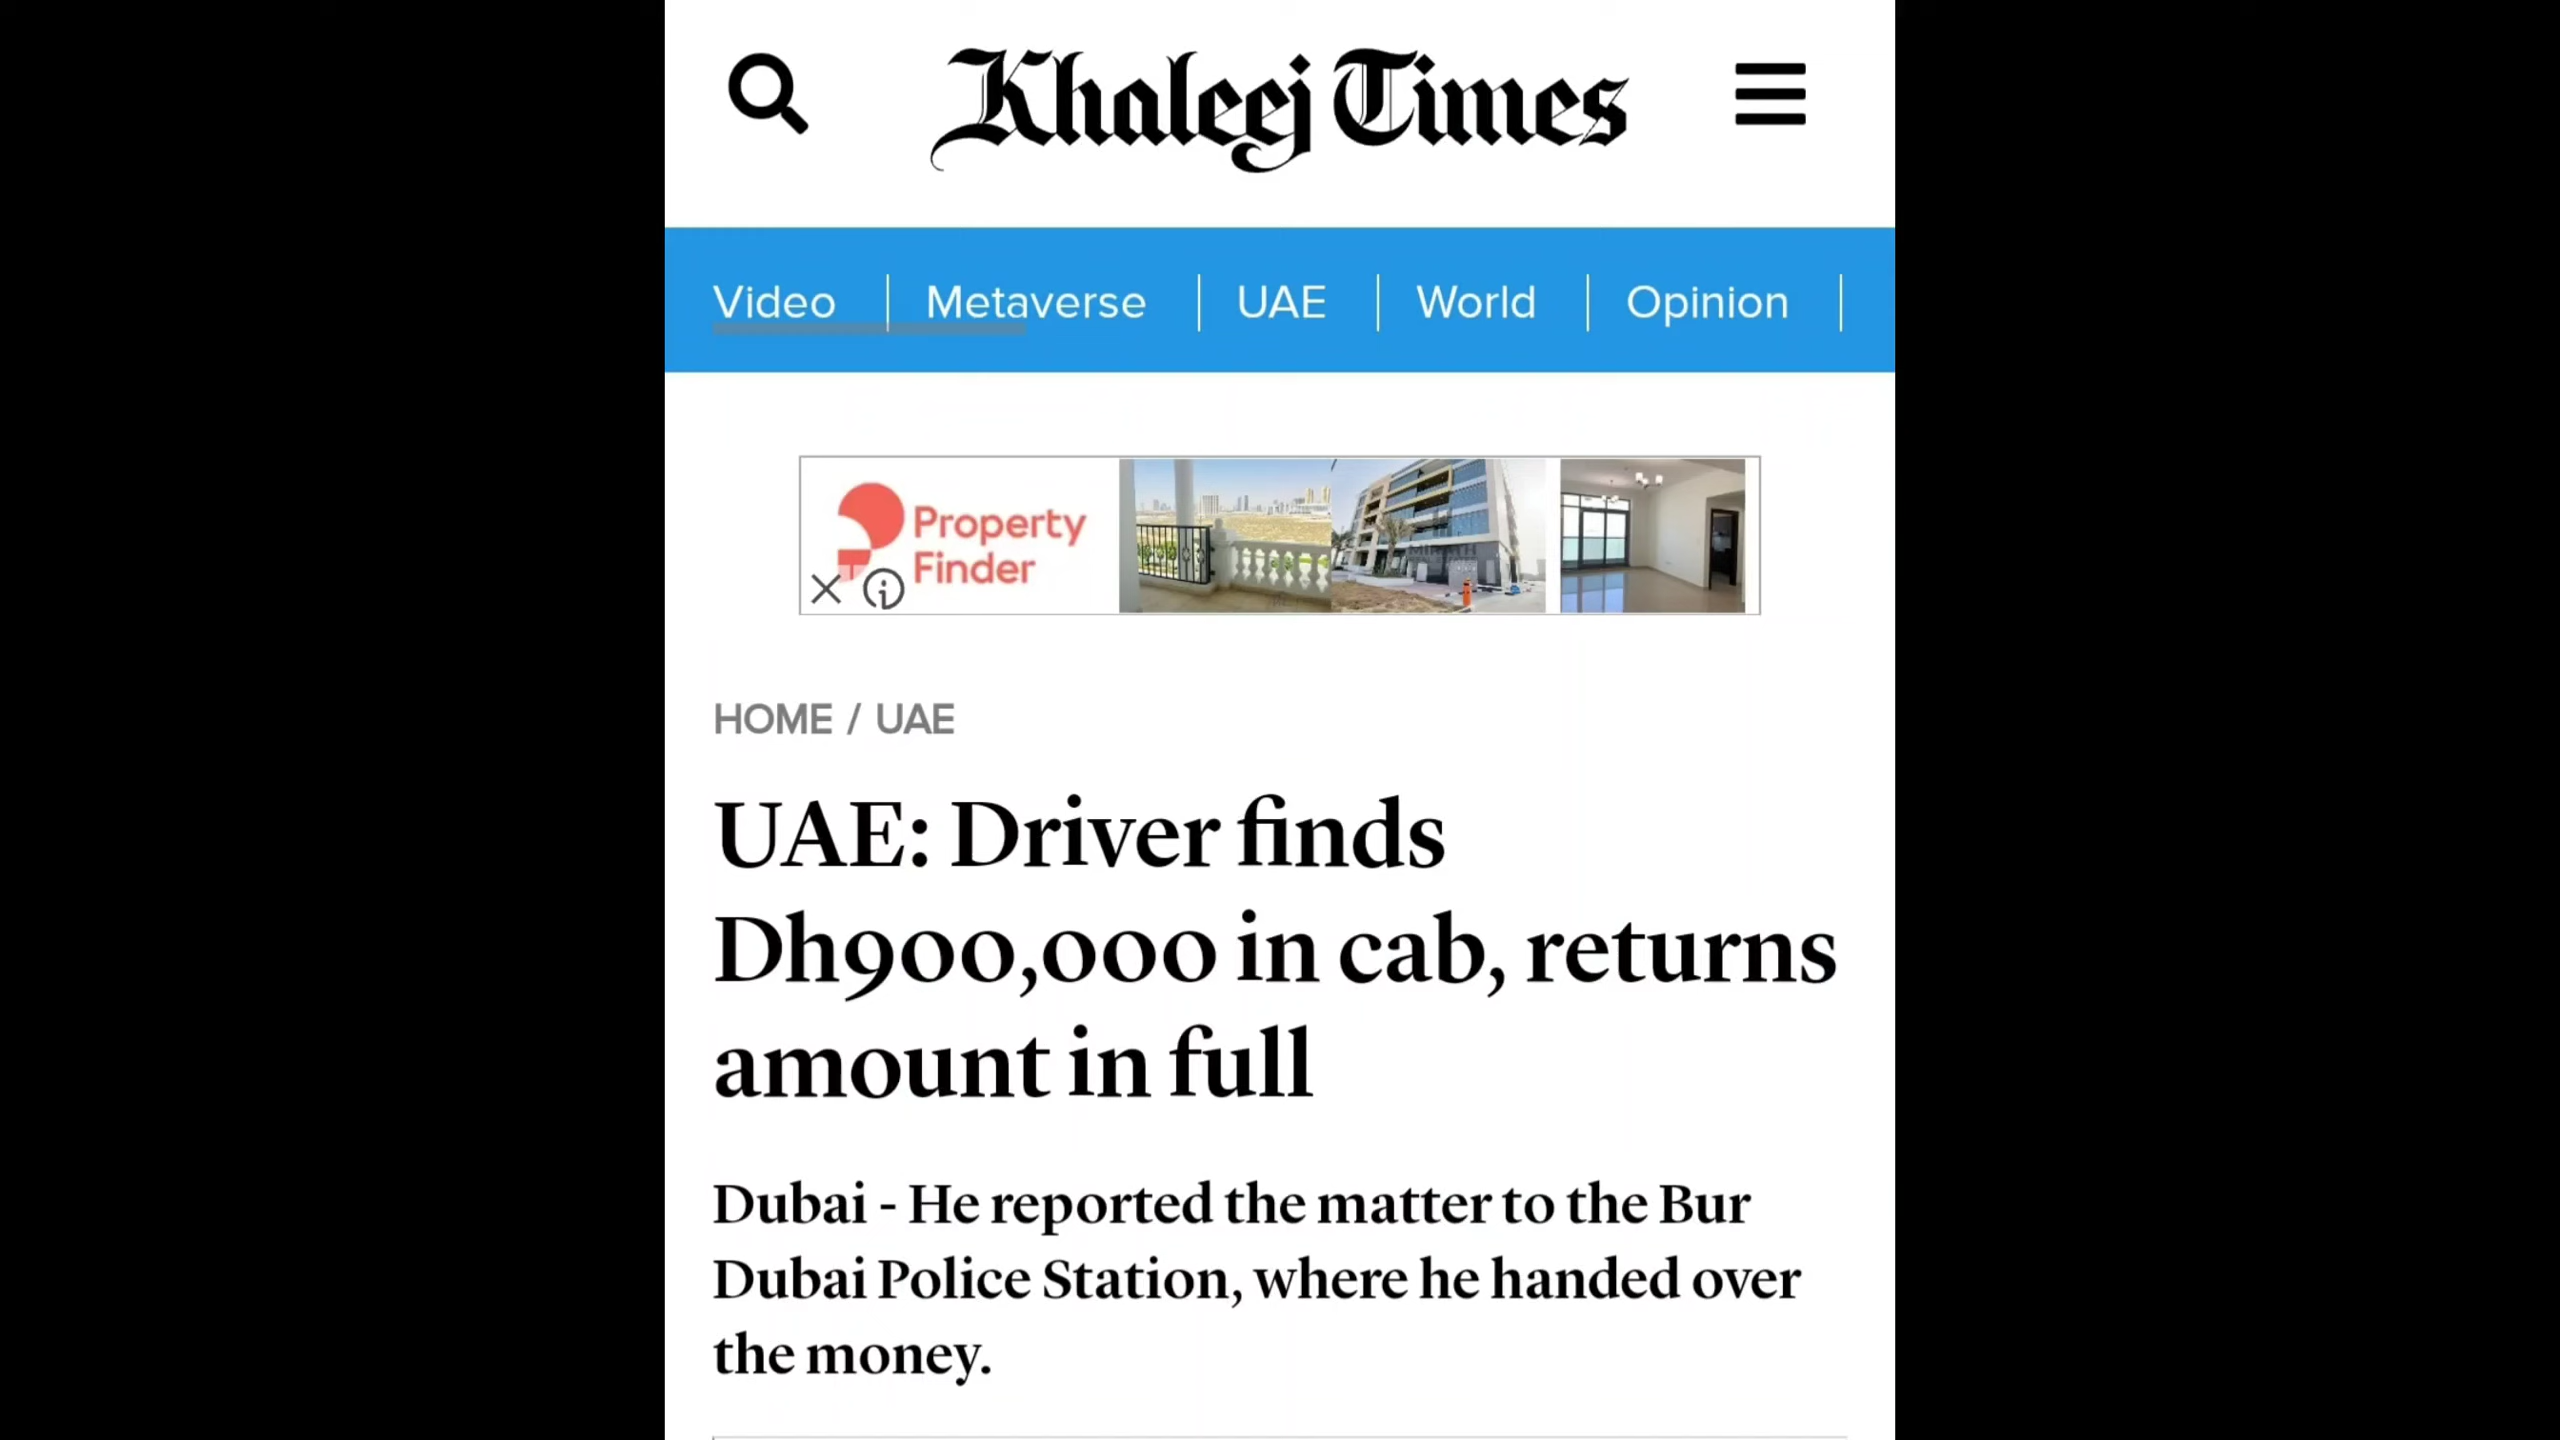 Khaleej Times
Video | Metaverse | UAE | World | Opinion |
Property
Finder
HOME / UAE
UAE: Driver finds
Dh900,000 in cab, returns
amount in full
Dubai - He reported the matter to the Bur
Dubai Police Station, where he handed over
the money.